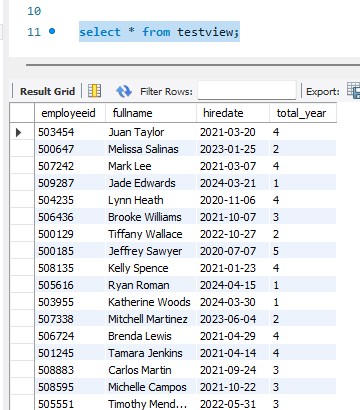 10
11 select * from testview;
Result Grid Filter Rows: Export:
employeeid fullname hiredate total_year
503454 Juan Taylor 2021-03-20 4
500647 Melissa Salinas 2023-01-25 2
507242 Mark Lee 2021-03-07 4
509287 Jade Edwards 2024-03-21 1
504235 Lynn Heath 2020-11-06 4
506436 Brooke Williams 2021-10-07 3
500129 Tiffany Wallace 2022-10-27 2
500185 Jeffrey Sawyer 2020-07-07 5
508135 Kelly Spence 2021-01-23 4
505616 Ryan Roman 2024-04-15 1
503955 Katherine Woods 2024-03-30 1
507338 Mitchell Martinez 2023-06-04 2
506724 Brenda Lewis 2021-04-29 4
501245 Tamara Jenkins 2021-04-14 4
508883 Carlos Martin 2021-09-24 3
508595 Michelle Campos 2021-10-22 3
505551 Timothy Mend... 2022-05-31 3